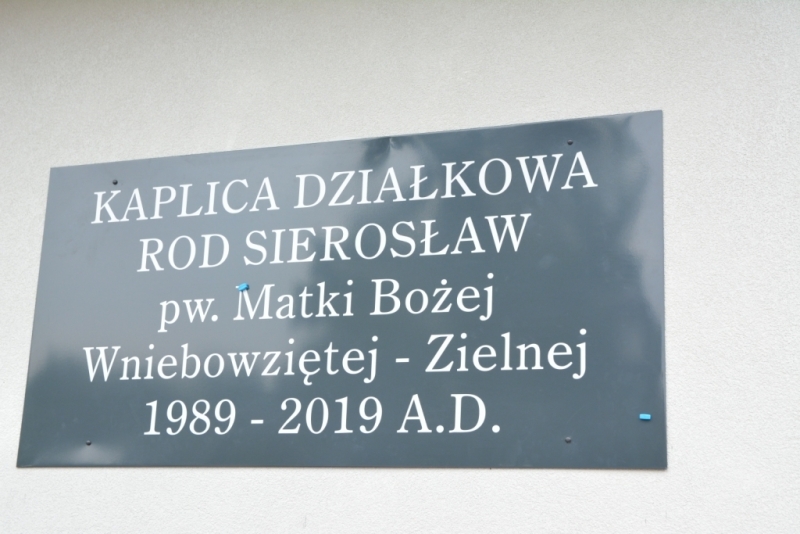 KAPLICA DZIAŁKOWA
ROD SIEROSŁAW
pw. Matki Bożej
Wniebowziętej - Zielnej
1989 - 2019 A.D.